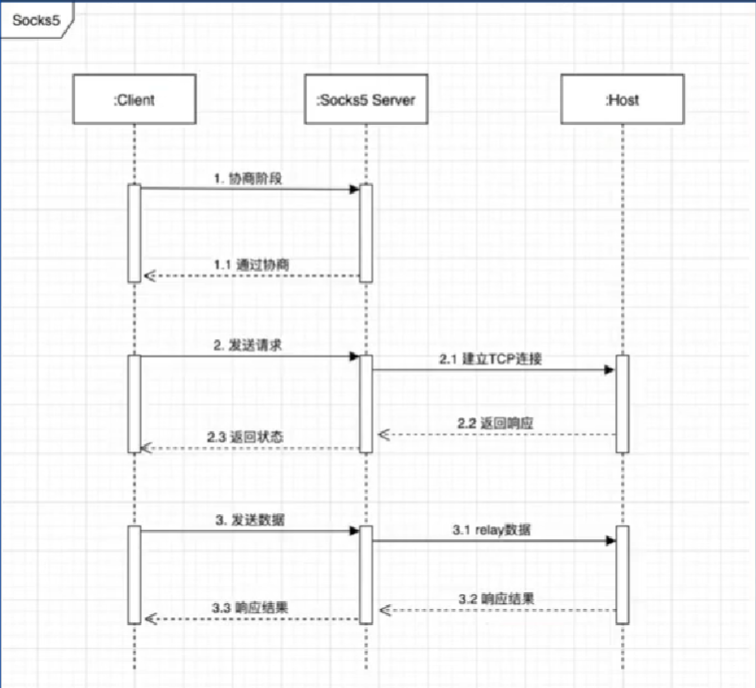 Socks5
:Client
:Socks5 Server
:Host
1. 协商阶段
1.1 通过协商
2. 发送请求
2.1 建立TCP连接
2.2 返回响应
2.3 返回状态
3. 发送数据
3.1 relay数据
3.2 响应结果
3.3 响应结果